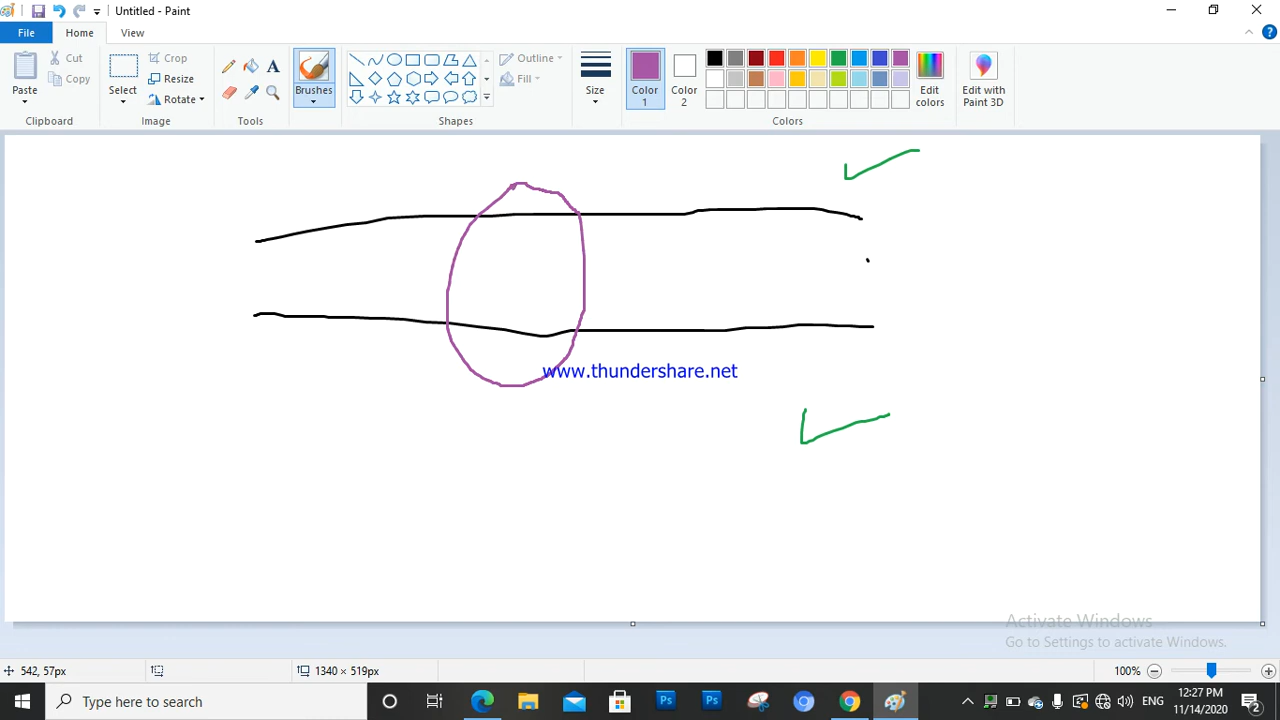 Untitled - Paint
File Home View
Paste Cut Copy
Clipboard
Select Crop Resize Rotate
Image
A
Tools
Brushes
Outline Fill
Shapes
Size
Color 1
Color 2
Edit colors
Colors
Edit with Paint 3D
www.thundershare.net
Activate Windows
Go to Settings to activate Windows.
542, 57px
1340 × 519px
100%
Type here to search
Ps
Ps
ENG
12:27 PM
11/14/2020
2